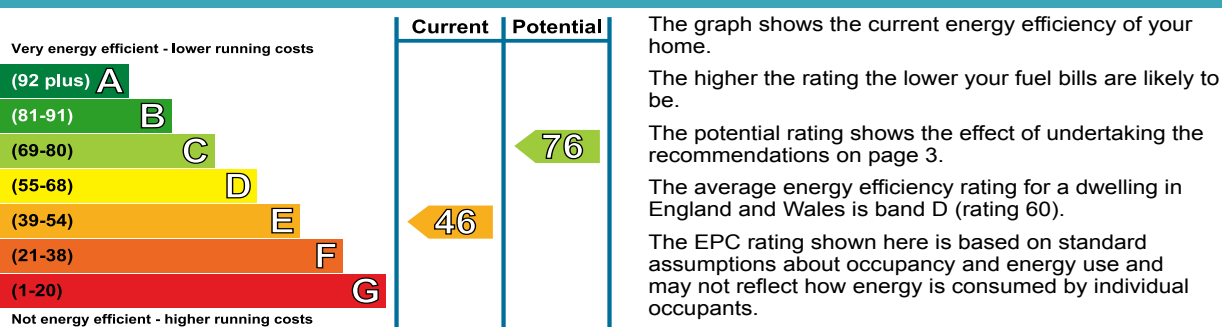 Current Potential
Very energy efficient - lower running costs
(92 plus) A
(81-91) B
(69-80) C
76
(55-68) D
(39-54) E
46
(21-38) F
(1-20) G
Not energy efficient - higher running costs
The graph shows the current energy efficiency of your
home.
The higher the rating the lower your fuel bills are likely to
be.
The potential rating shows the effect of undertaking the
recommendations on page 3.
The average energy efficiency rating for a dwelling in
England and Wales is band D (rating 60).
The EPC rating shown here is based on standard
assumptions about occupancy and energy use and
may not reflect how energy is consumed by individual
occupants.